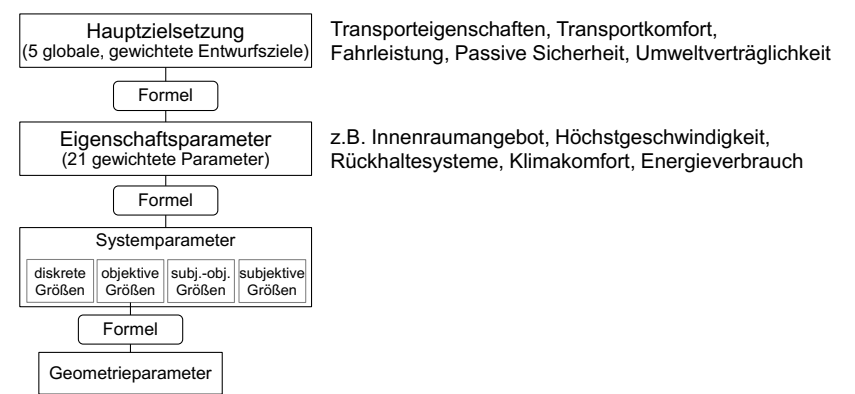 Hauptzielsetzung
(5 globale, gewichtete Entwurfsziele)
Transporteigenschaften, Transportkomfort,
Fahrleistung, Passive Sicherheit, Umweltverträglichkeit
Formel
Eigenschaftsparameter
(21 gewichtete Parameter)
z.B. Innenraumangebot, Höchstgeschwindigkeit,
Rückhaltesysteme, Klimakomfort, Energieverbrauch
Formel
Systemparameter
diskrete
Größen
objektive
Größen
subj.-obj.
Größen
subjektive
Größen
Formel
Geometrieparameter